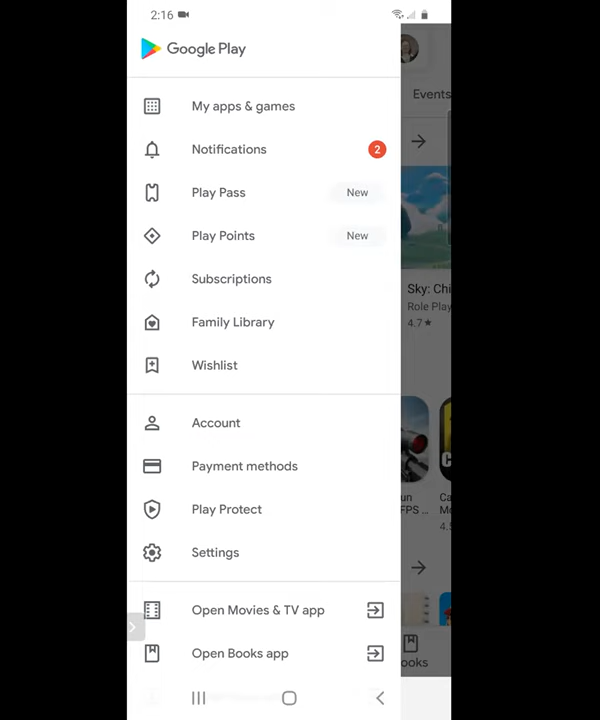 2:16
Google Play
Events
My apps & games
Notifications 2
Play Pass New
Play Points New
Subscriptions
Sky: Chi
Role Play
Family Library
4.7★
Wishlist
Account
Payment methods
un
FPS ...
Ca
Mo
4.5
Play Protect
Settings
Open Movies & TV app
Open Books app
ooks